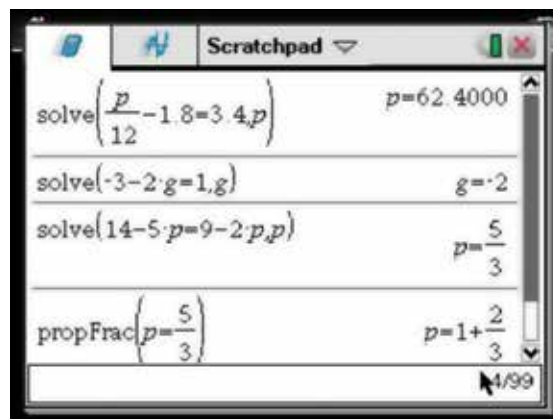 Scratchpad
solve(p/12-1.8=3.4,p) p=62.4000
solve(-3-2·g=1,g) g=-2
solve(14-5·p=9-2·p,p) p=5/3
propFrac(p=5/3) p=1+2/3
4/99